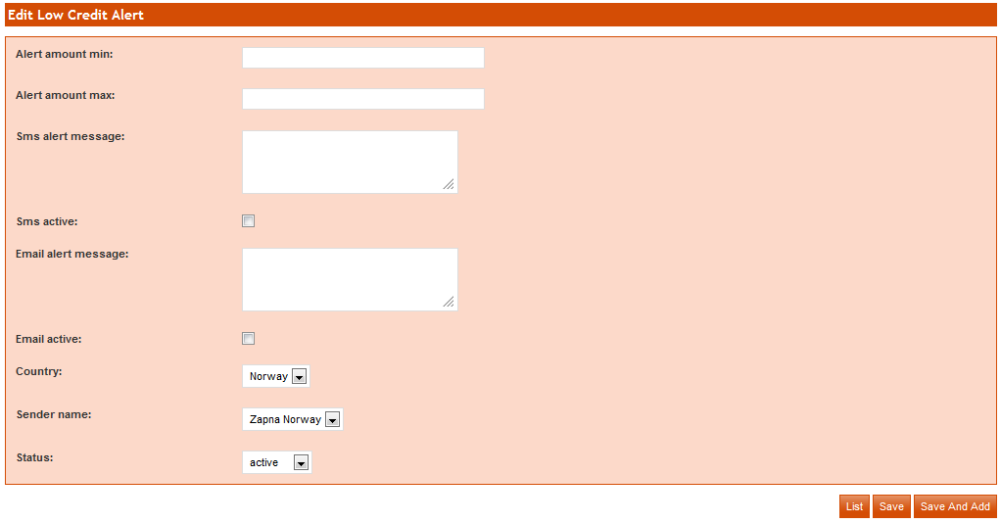 Edit Low Credit Alert
Alert amount min:
Alert amount max:
Sms alert message:
Sms active:
Email alert message:
Email active:
Country:
Norway
Sender name:
Zapna Norway
Status:
active
List
Save
Save And Add